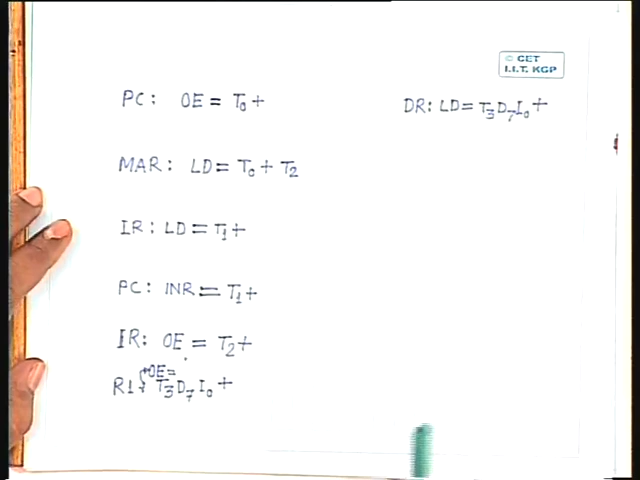 © CET
I.I.T. KGP
PC: OE = T₀ +
DR: LD = T₃D₇I₀ +
MAR: LD = T₀ + T₂
IR: LD = T₁ +
PC: INR = T₁ +
IR: OE = T₂ +
OE =
R1: T₃D₇I₀ +